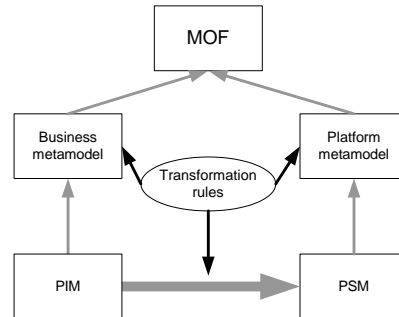 MOF
Business
metamodel
Platform
metamodel
Transformation
rules
PIM
PSM